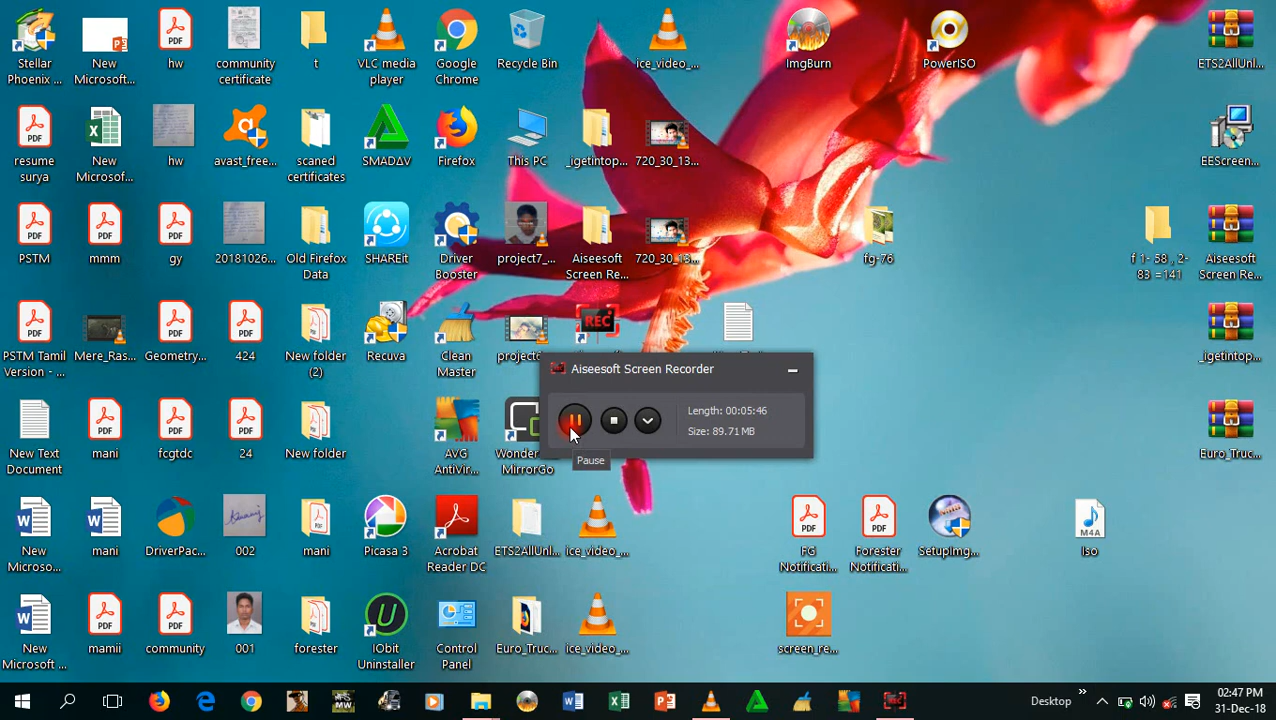 Stellar
Phoenix ...
New
Microsoft...
hw
community
certificate
t
VLC media
player
Google
Chrome
Recycle Bin
ice_video_...
ImgBurn
PowerISO
ETS2AllUnl...
resume
surya
New
Microsof...
hw
avast_free...
scaned
certificates
SMADAV
Firefox
This PC
_igetintop...
720_30_13...
EEScreen...
PSTM
mmm
gy
20181026...
Old Firefox
Data
SHAREit
Driver
Booster
project7_...
Aiseesoft
Screen Re...
720_30_13...
fg-76
f 1- 58 , 2-
83 =141
Aiseesoft
Screen Re...
PSTM Tamil
Version - ...
Mere_Ras...
Geometry...
424
New folder
(2)
Recuva
Clean
Master
REC
_igetintop...
Aiseesoft Screen Recorder
Length: 00:05:46
Size: 89.71MB
Pause
New Text
Document
mani
fcgtdc
24
New folder
AVG
AntiVir...
MirrorGo
Euro_Truc...
New
Microso...
mani
DriverPac...
002
mani
Picasa 3
Acrobat
Reader DC
ETS2AllUnl...
ice_video_...
FG
Notificati...
Forester
Notificati...
SetupImg...
M4A
Iso
New
Microsoft ...
mamii
community
001
forester
IObit
Uninstaller
Control
Panel
Euro_Truc...
ice_video_...
screen_re...
Desktop
02:47 PM
31-Dec-18